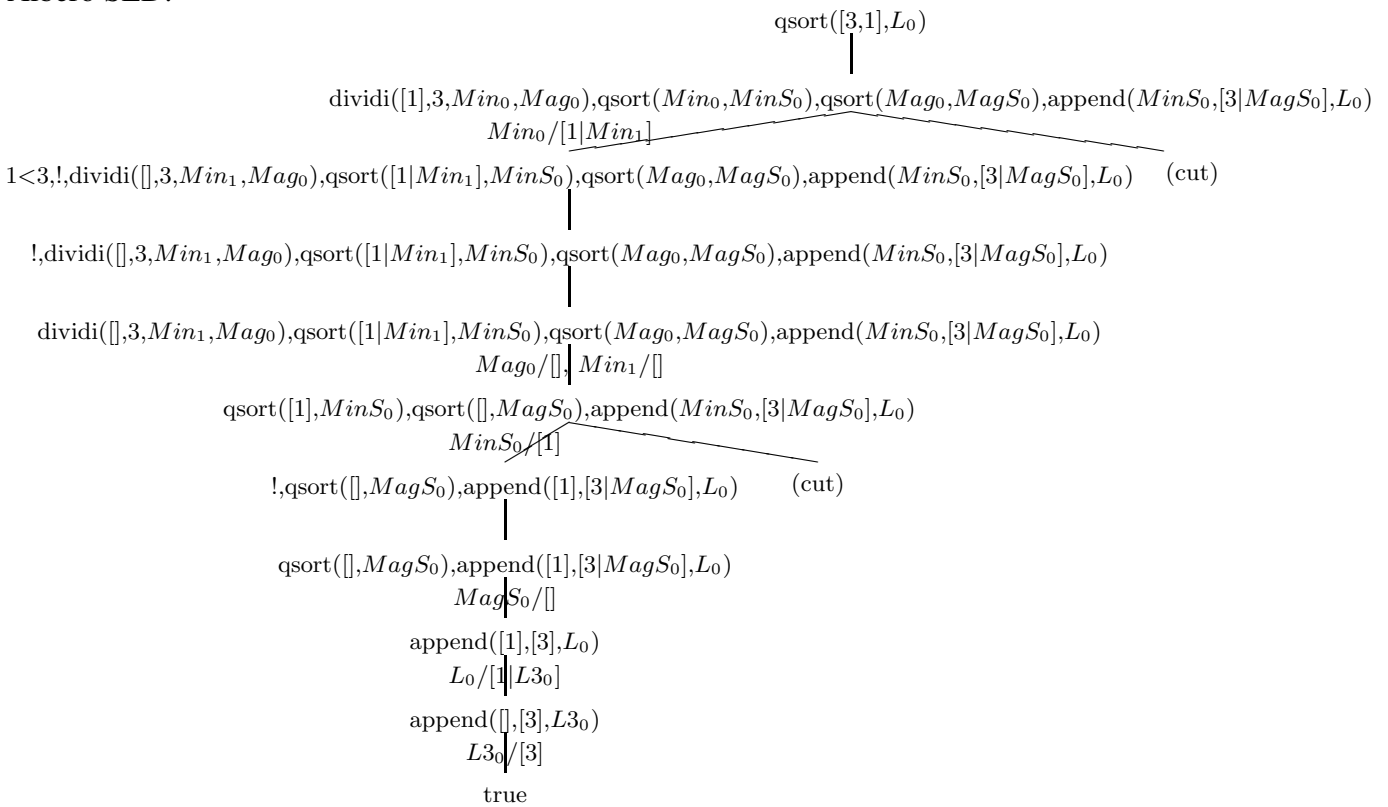 Albero SLD:
qsort([3,1],L₀)
dividi([1],3,Min₀,Mag₀),qsort(Min₀,MinS₀),qsort(Mag₀,MagS₀),append(MinS₀,[3|MagS₀],L₀)
Min₀/[1|Min₁]
1<3,!,dividi([],3,Min₁,Mag₀),qsort([1|Min₁],MinS₀),qsort(Mag₀,MagS₀),append(MinS₀,[3|MagS₀],L₀) (cut)
!,dividi([],3,Min₁,Mag₀),qsort([1|Min₁],MinS₀),qsort(Mag₀,MagS₀),append(MinS₀,[3|MagS₀],L₀)
dividi([],3,Min₁,Mag₀),qsort([1|Min₁],MinS₀),qsort(Mag₀,MagS₀),append(MinS₀,[3|MagS₀],L₀)
Mag₀/[], Min₁/[]
qsort([1],MinS₀),qsort([],MagS₀),append(MinS₀,[3|MagS₀],L₀)
MinS₀/[1]
!,qsort([],MagS₀),append([1],[3|MagS₀],L₀) (cut)
qsort([],MagS₀),append([1],[3|MagS₀],L₀)
MagS₀/[]
append([1],[3],L₀)
L₀/[1|L3₀]
append([],[3],L3₀)
L3₀/[3]
true